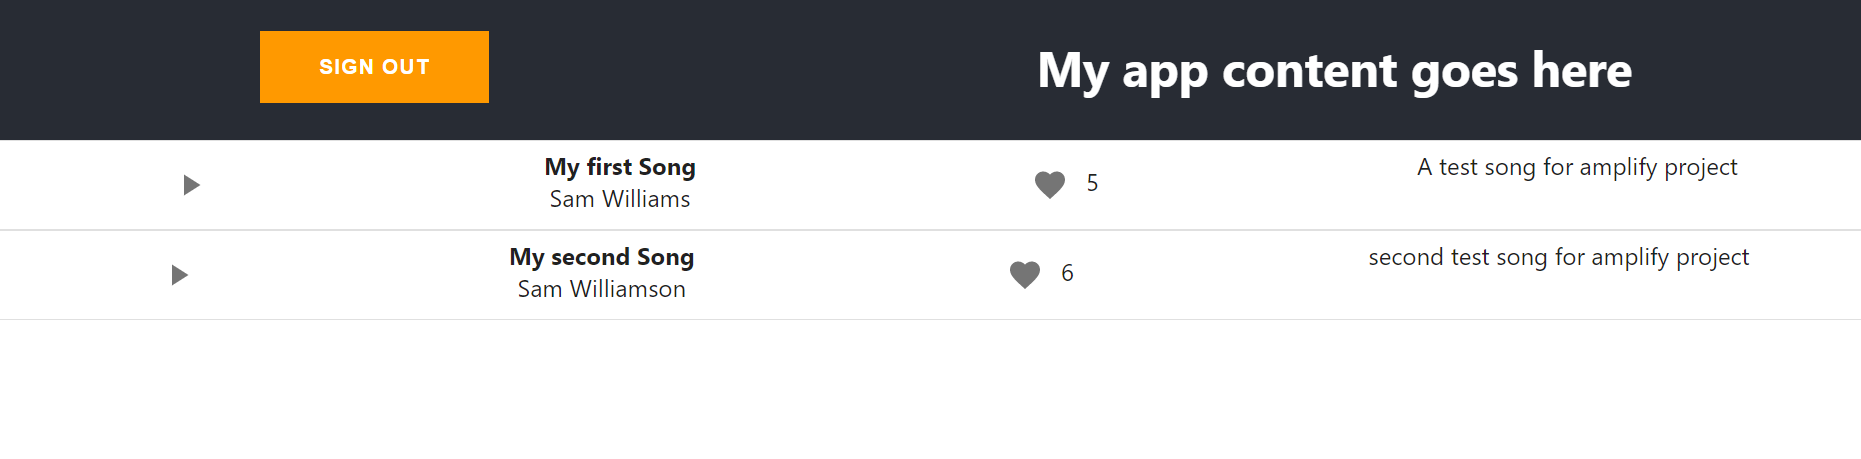 SIGN OUT
My app content goes here
My first Song
Sam Williams
5
A test song for amplify project
My second Song
Sam Williamson
6
second test song for amplify project